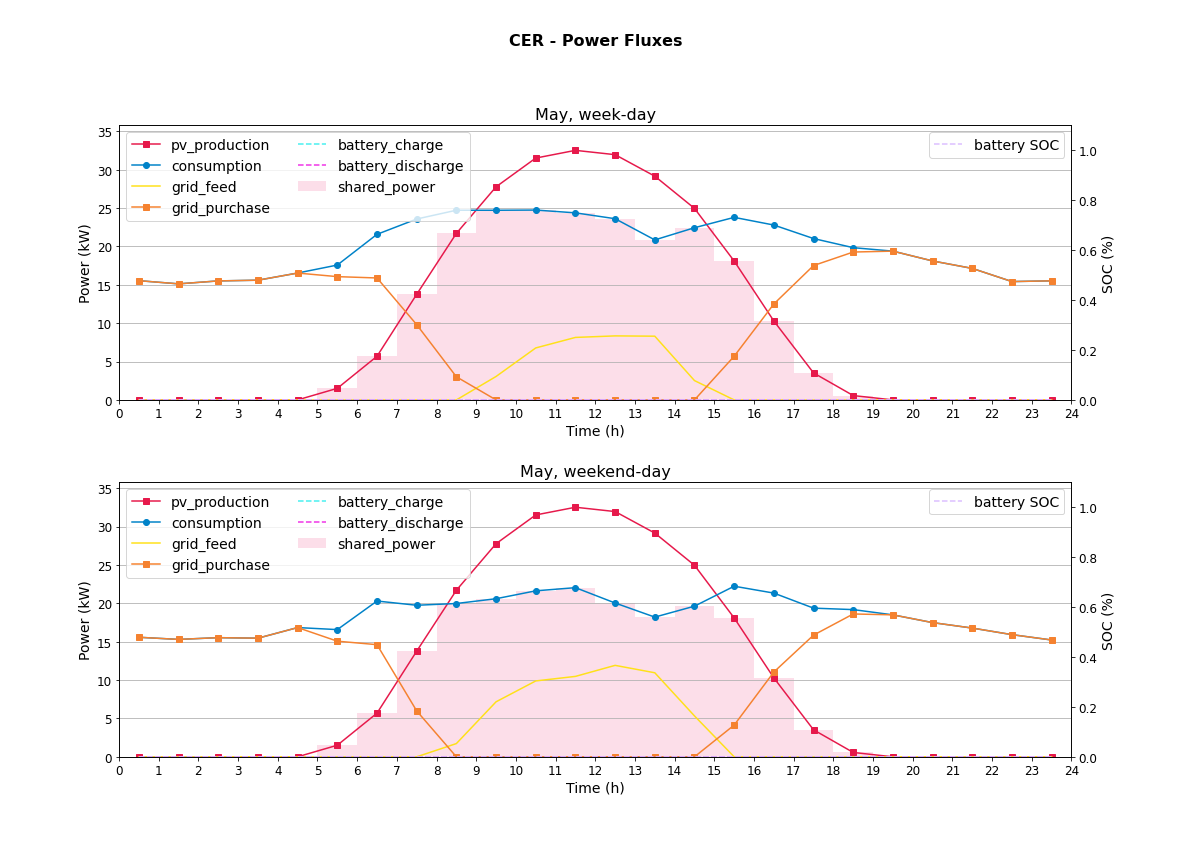 CER - Power Fluxes
May, week-day
pv_production
consumption
grid_feed
grid_purchase
battery_charge
battery_discharge
shared_power
battery SOC
Power (kW)
35
30
25
20
15
10
5
0
SOC (%)
1.0
0.8
0.6
0.4
0.2
0.0
0 1 2 3 4 5 6 7 8 9 10 11 12 13 14 15 16 17 18 19 20 21 22 23 24
Time (h)
May, weekend-day
pv_production
consumption
grid_feed
grid_purchase
battery_charge
battery_discharge
shared_power
battery SOC
Power (kW)
35
30
25
20
15
10
5
0
SOC (%)
1.0
0.8
0.6
0.4
0.2
0.0
0 1 2 3 4 5 6 7 8 9 10 11 12 13 14 15 16 17 18 19 20 21 22 23 24
Time (h)